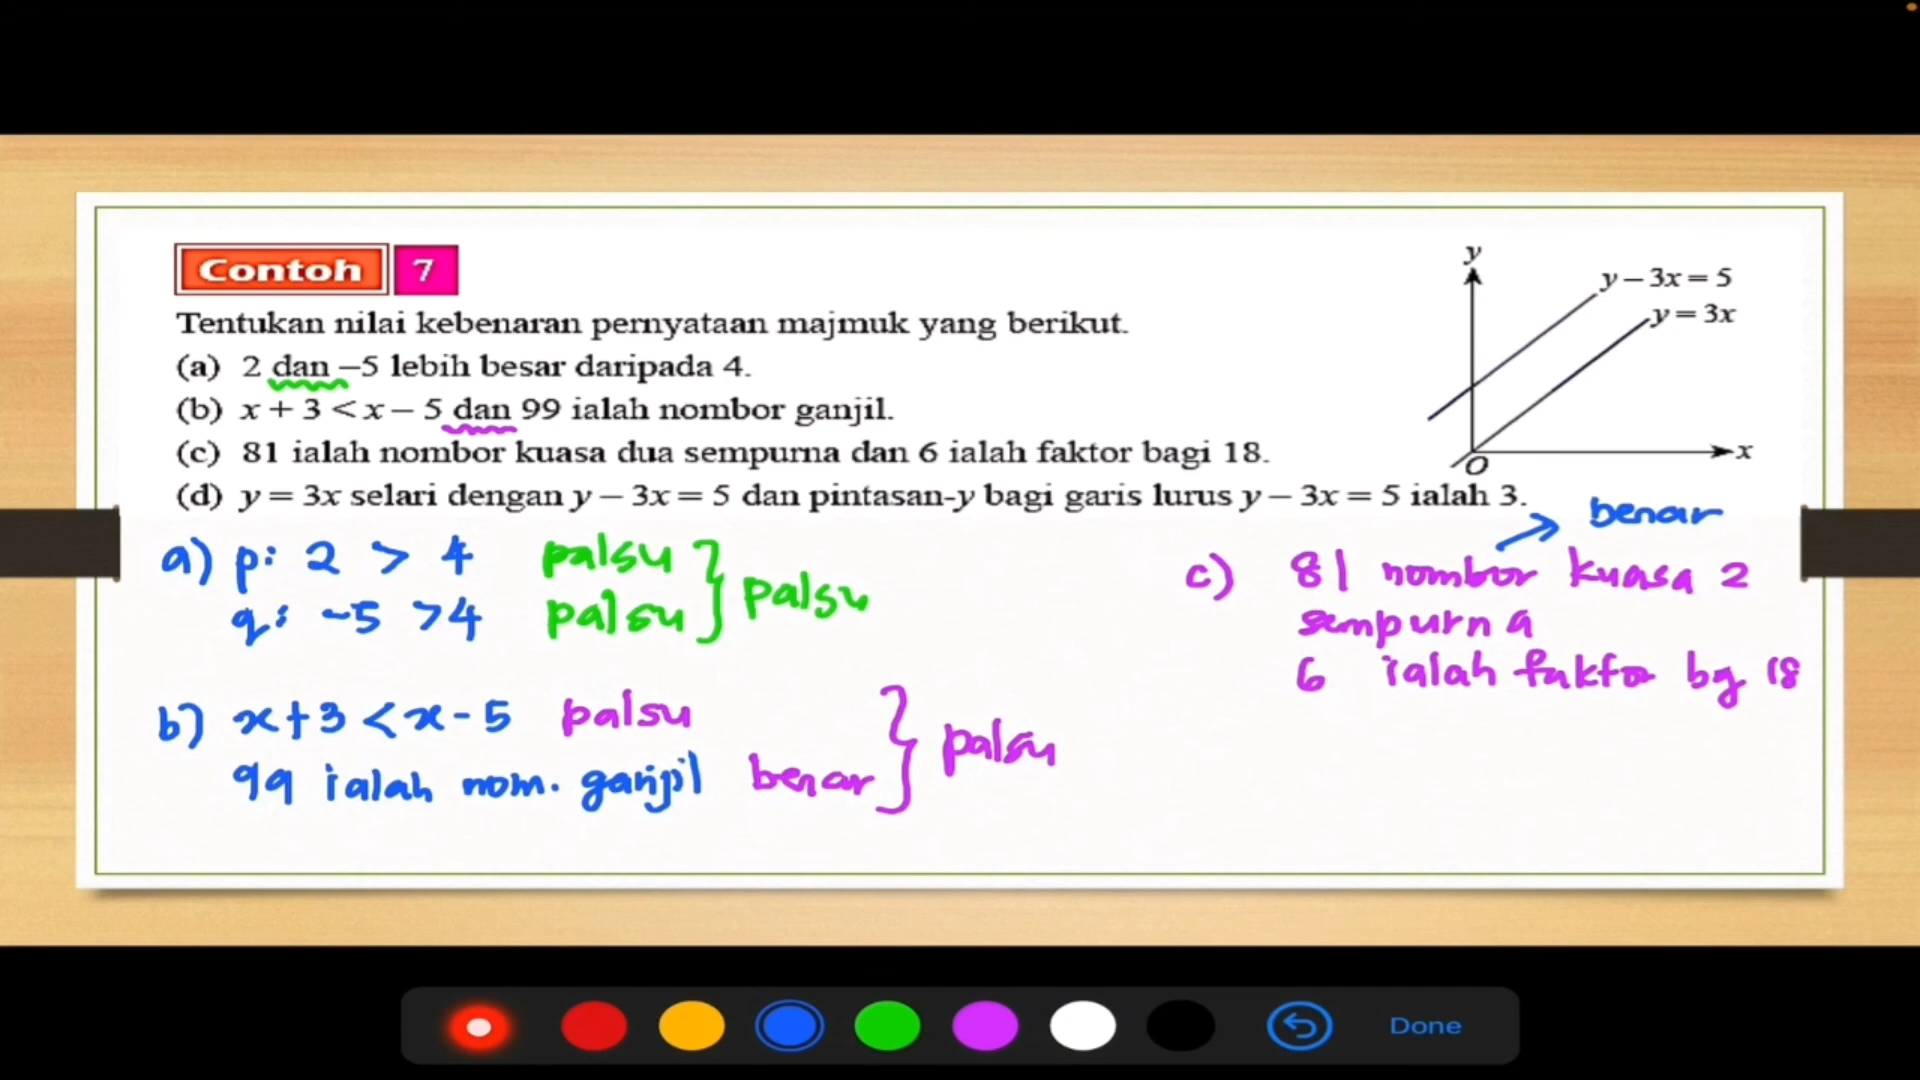 Contoh 7
Tentukan nilai kebenaran pernyataan majmuk yang berikut.
(a) 2 dan –5 lebih besar daripada 4.
(b) x + 3 < x – 5 dan 99 ialah nombor ganjil.
(c) 81 ialah nombor kuasa dua sempurna dan 6 ialah faktor bagi 18.
(d) y = 3x selari dengan y – 3x = 5 dan pintasan-y bagi garis lurus y – 3x = 5 ialah 3.
y
y – 3x = 5
y = 3x
x
O
a) p: 2 > 4 palsu
q: -5 > 4 palsu
} palsu
b) x + 3 < x - 5 palsu
99 ialah nom. ganjil benar
} palsu
benar
c) 81 nombor kuasa 2
sempurna
6 ialah faktor bg 18
Done